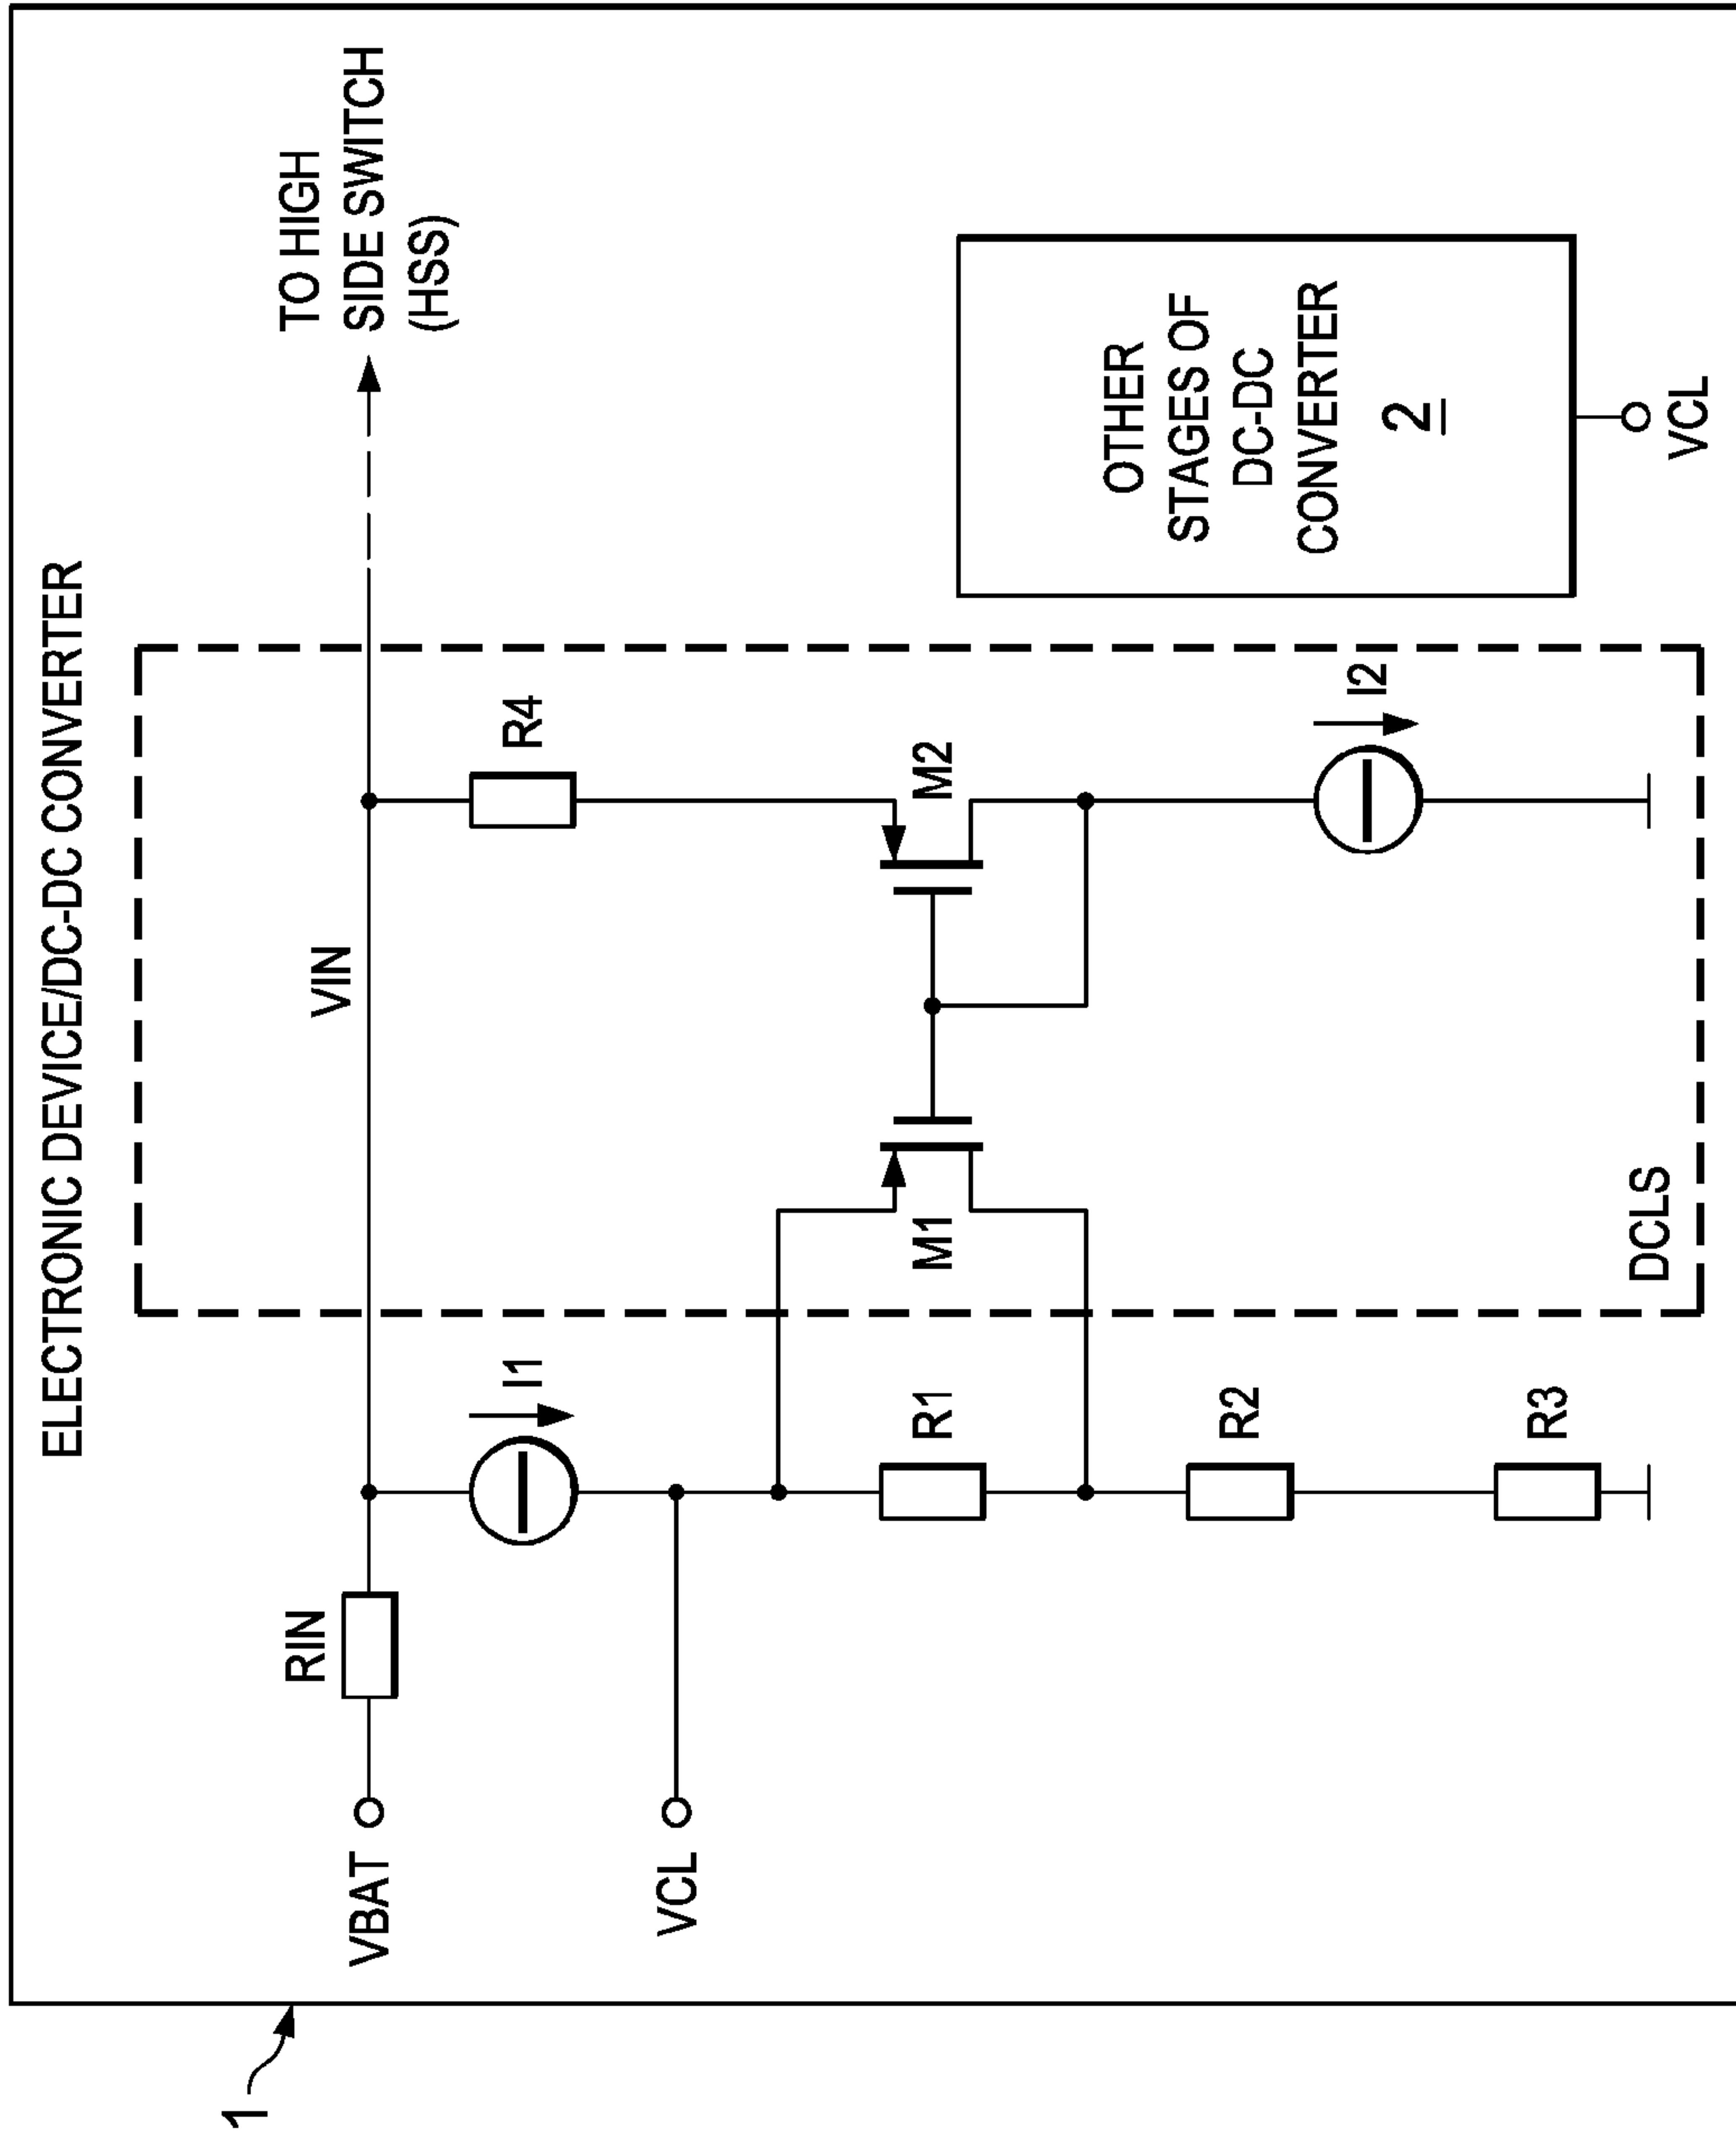 ELECTRONIC DEVICE/DC-DC CONVERTER
1
VBAT
RIN
VIN
TO HIGH
SIDE SWITCH
(HSS)
I1
R4
VCL
R1
M1
M2
OTHER
STAGES OF
DC-DC
CONVERTER
2
R2
I2
R3
DCLS
VCL